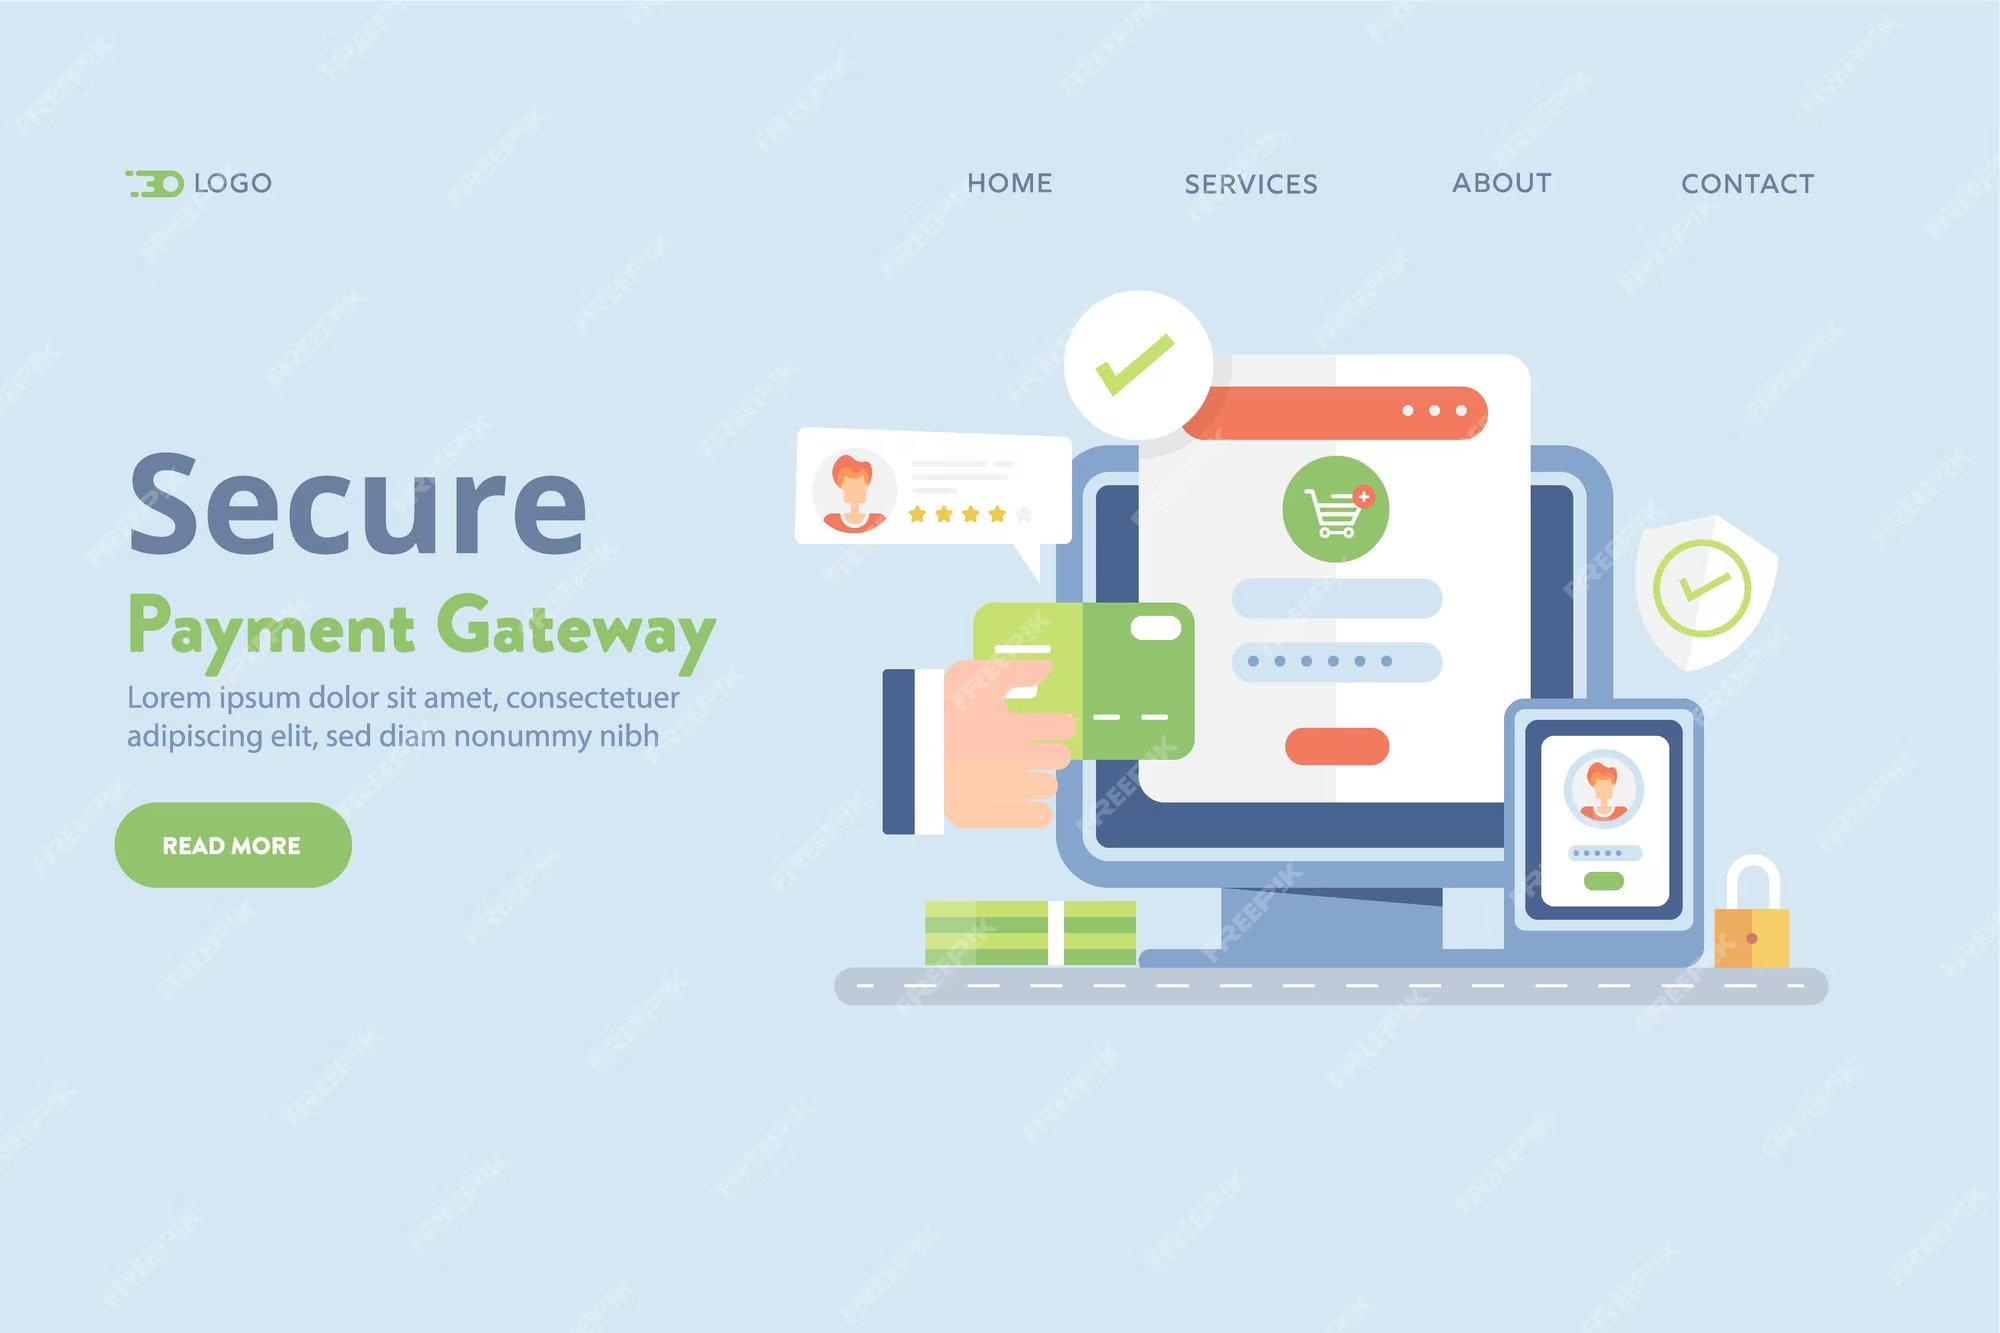 LOGO
HOME
SERVICES
ABOUT
CONTACT
Secure
Payment Gateway
Lorem ipsum dolor sit amet, consectetuer
adipiscing elit, sed diam nonummy nibh
READ MORE
FREEPIK